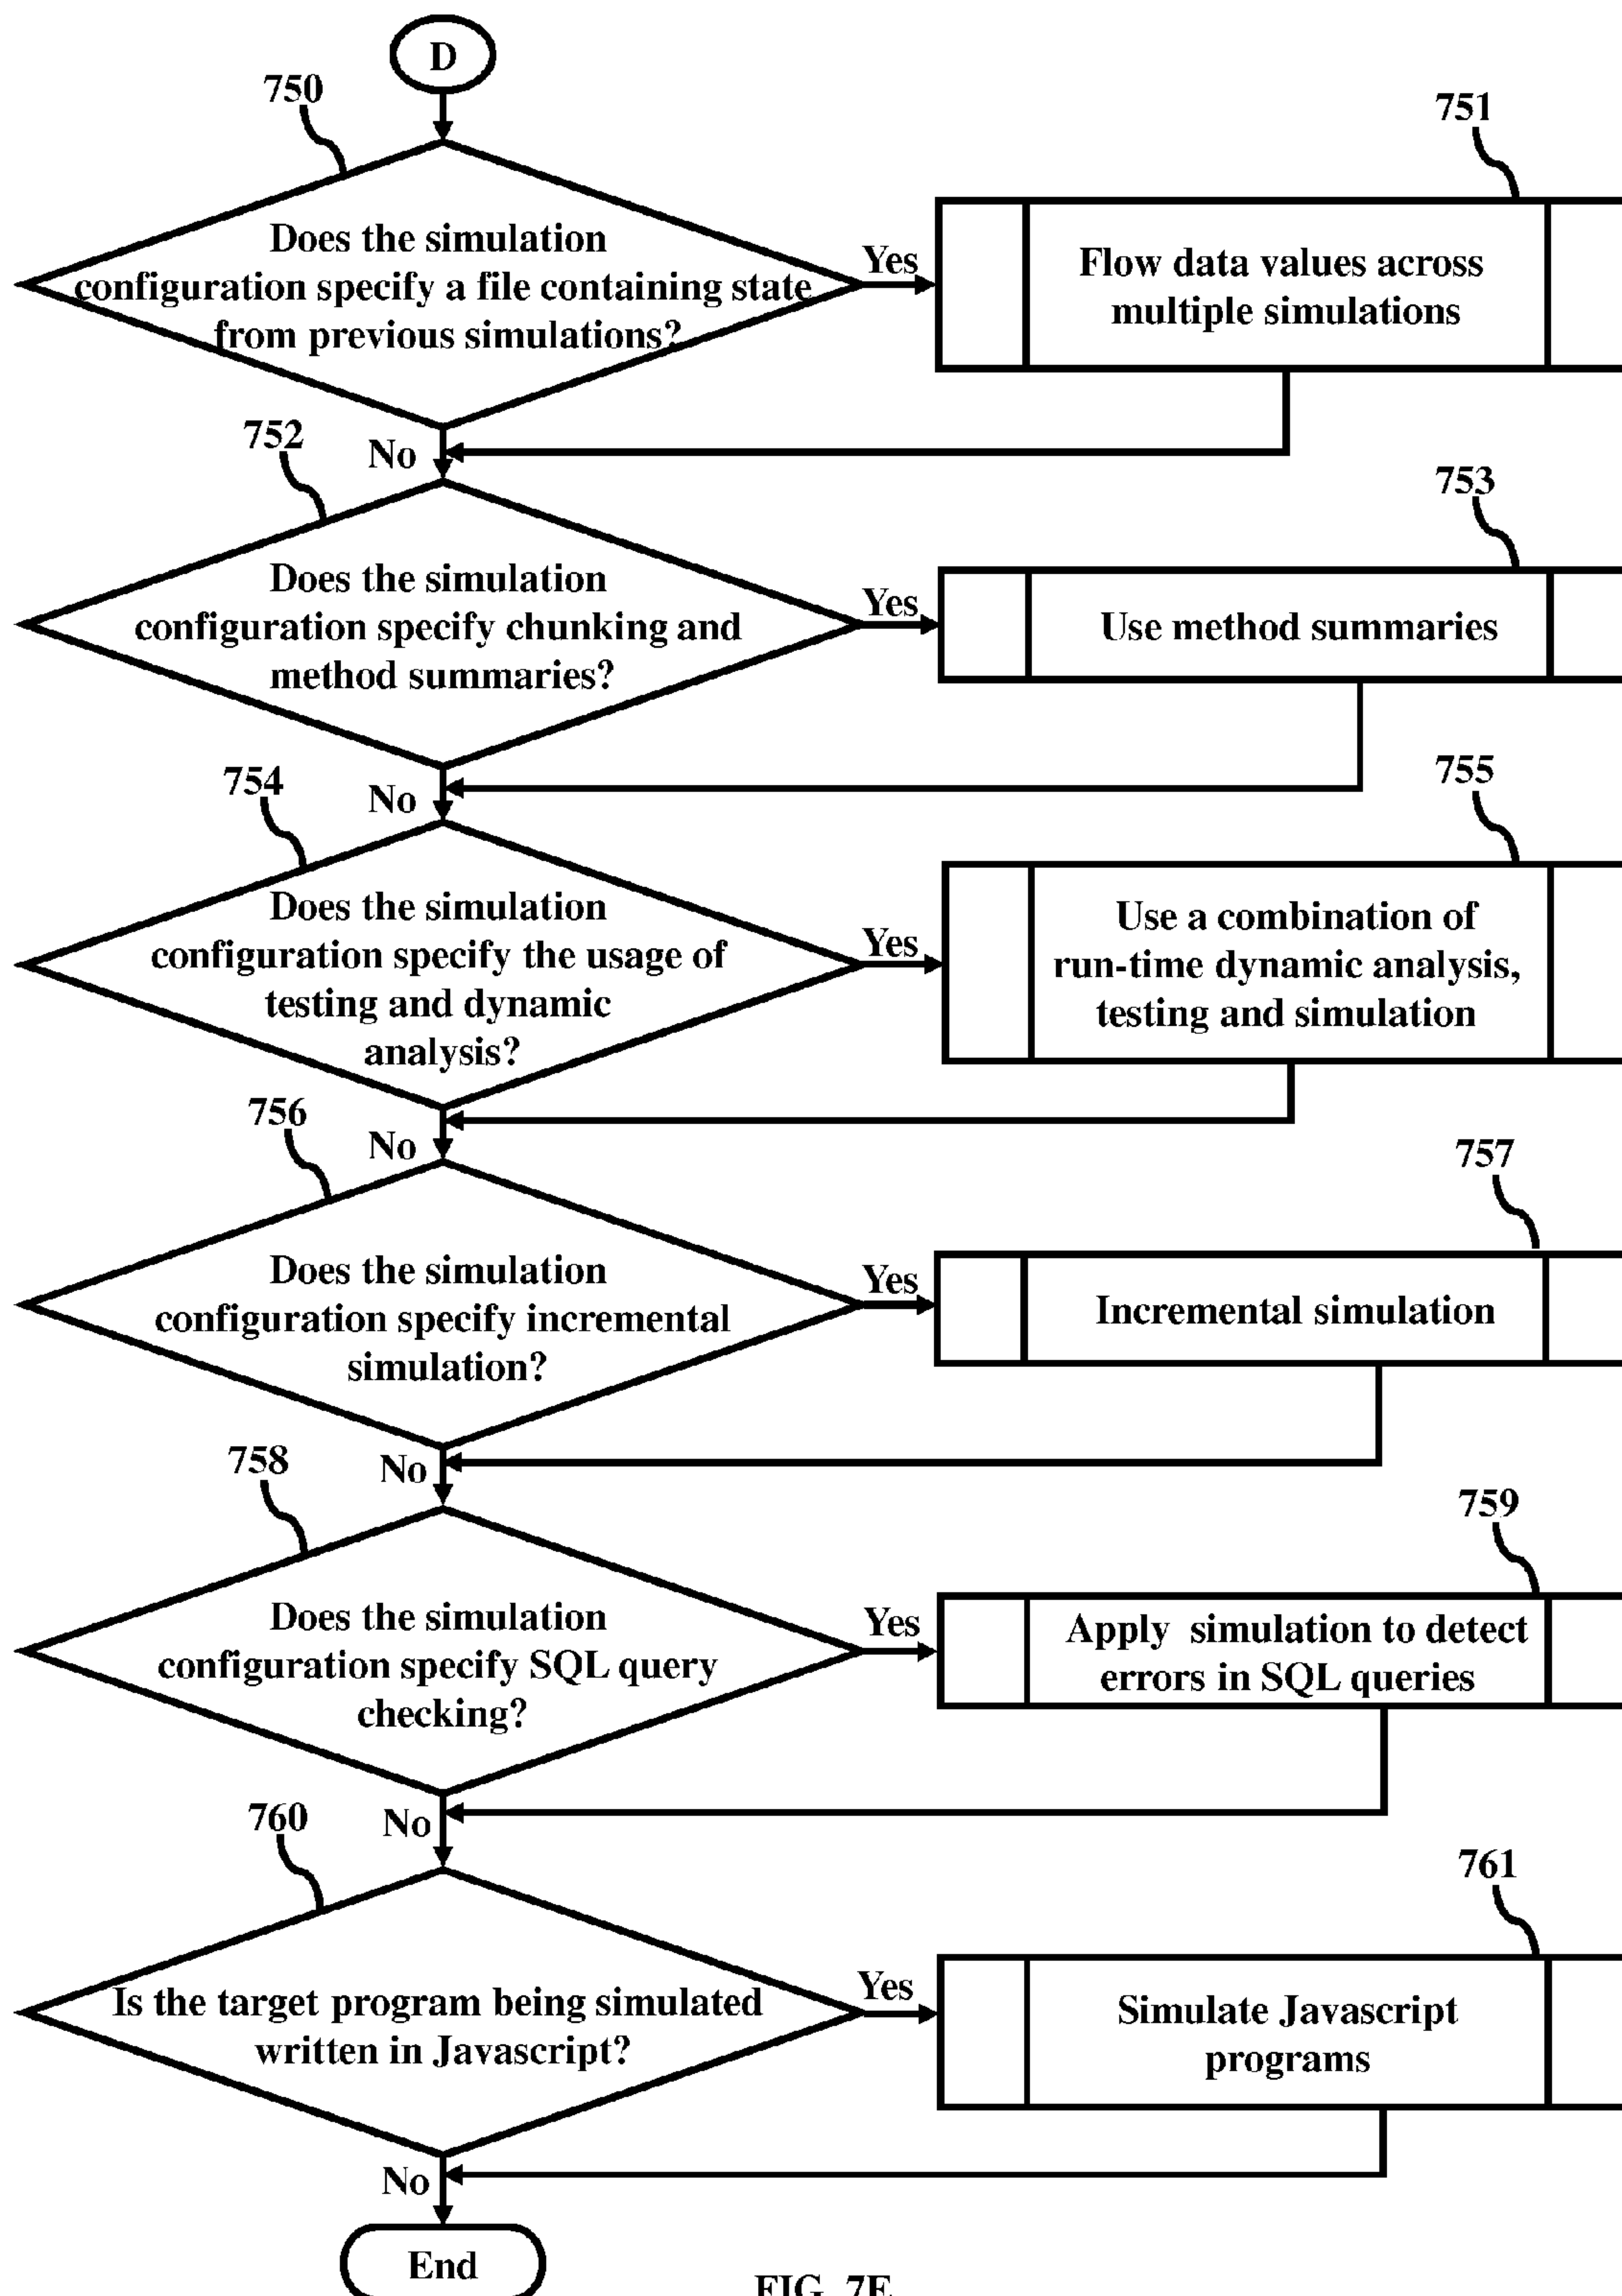 D
750
751
Does the simulation
configuration specify a file containing state
from previous simulations?
Yes
Flow data values across
multiple simulations
No
752
753
Does the simulation
configuration specify chunking and
method summaries?
Yes
Use method summaries
No
754
755
Does the simulation
configuration specify the usage of
testing and dynamic
analysis?
Yes
Use a combination of
run-time dynamic analysis,
testing and simulation
No
756
757
Does the simulation
configuration specify incremental
simulation?
Yes
Incremental simulation
No
758
759
Does the simulation
configuration specify SQL query
checking?
Yes
Apply simulation to detect
errors in SQL queries
No
760
761
Is the target program being simulated
written in Javascript?
Yes
Simulate Javascript
programs
No
End
FIG. 7E